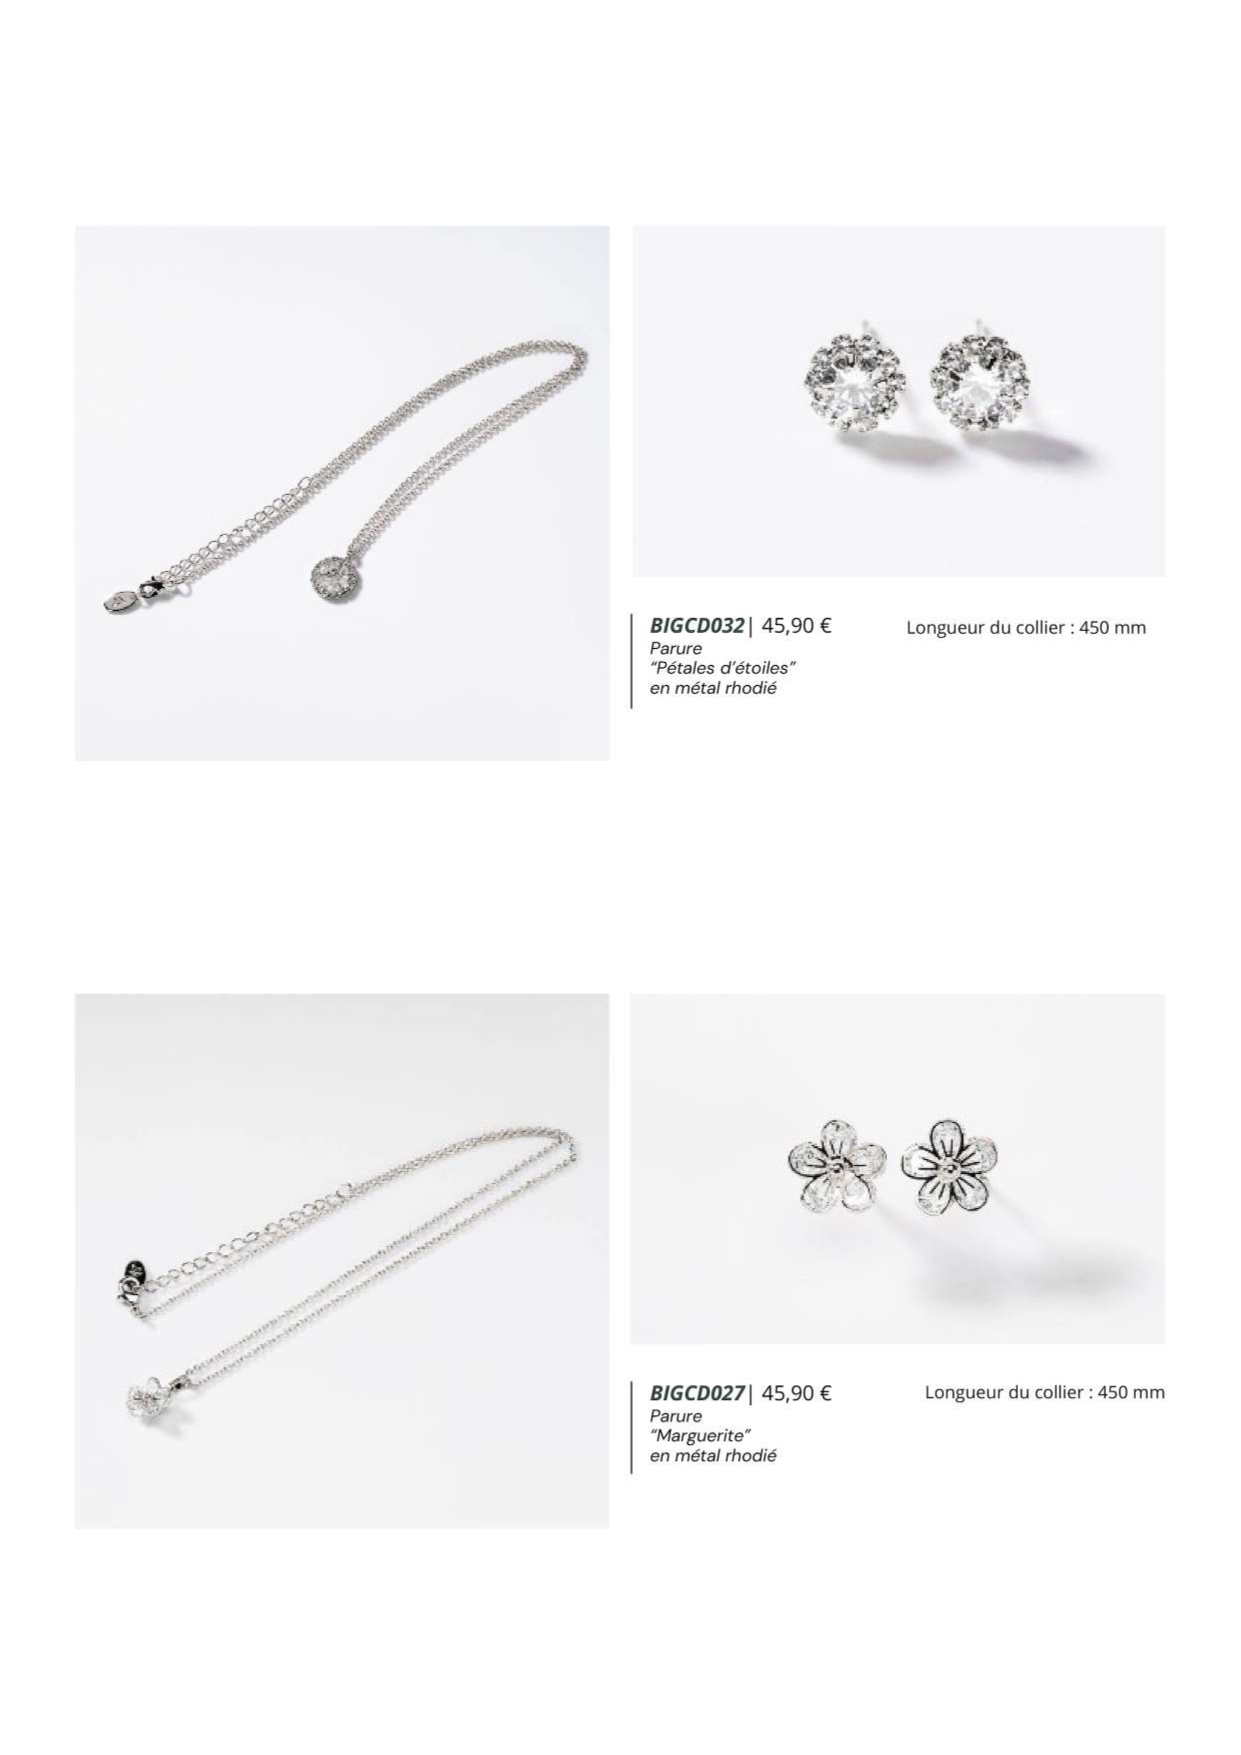 BIGCD032| 45,90 €
Longueur du collier : 450 mm
Parure
“Pétales d’étoiles”
en métal rhodié
BIGCD027| 45,90 €
Longueur du collier : 450 mm
Parure
“Marguerite”
en métal rhodié